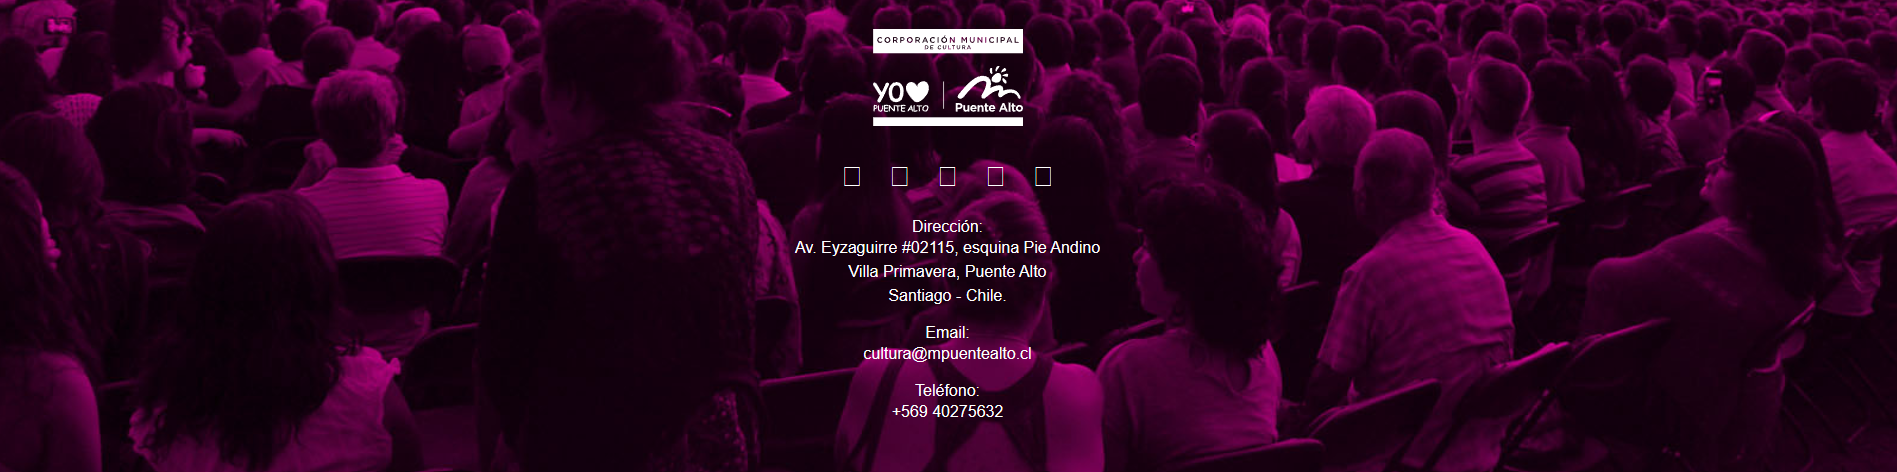 CORPORACIÓN MUNICIPAL
DE CULTURA
YO
PUENTE ALTO
Puente Alto
Dirección:
Av. Eyzaguirre #02115, esquina Pie Andino
Villa Primavera, Puente Alto
Santiago - Chile.
Email:
cultura@mpuentealto.cl
Teléfono:
+569 40275632